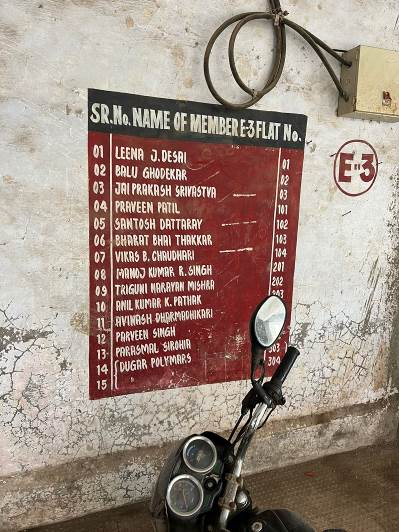 SR.No. NAME OF MEMBER E-3 FLAT No.
01 LEENA J. DESAI 01
02 BALU GHODEKAR 02
03 JAI PRAKASH SRIVASTVA 03
04 PRAVEEN PATIL 101
05 SANTOSH DATTARAY 102
06 BHARAT BHAI THAKKAR 103
07 VIKAS B. CHAUDHARI 104
08 MANOJ KUMAR R. SINGH 201
09 TRIGUNI NARAYAN MISHRA 202
10 ANIL KUMAR K. PATHAK 203
11 AVINASH DHARMADHIKARI
12 PARVEEN SINGH
13 PARASMAL SIROHIA 303
14 DUGAR POLYMARS 304
15
E-3